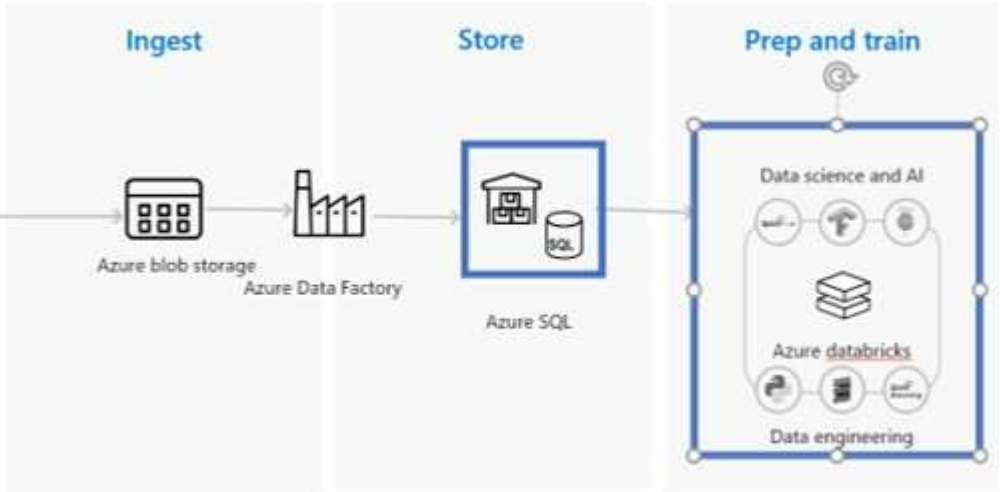 Ingest
Store
Prep and train
Azure blob storage
Azure Data Factory
SQL
Azure SQL
Data science and AI
Azure databricks
Data engineering